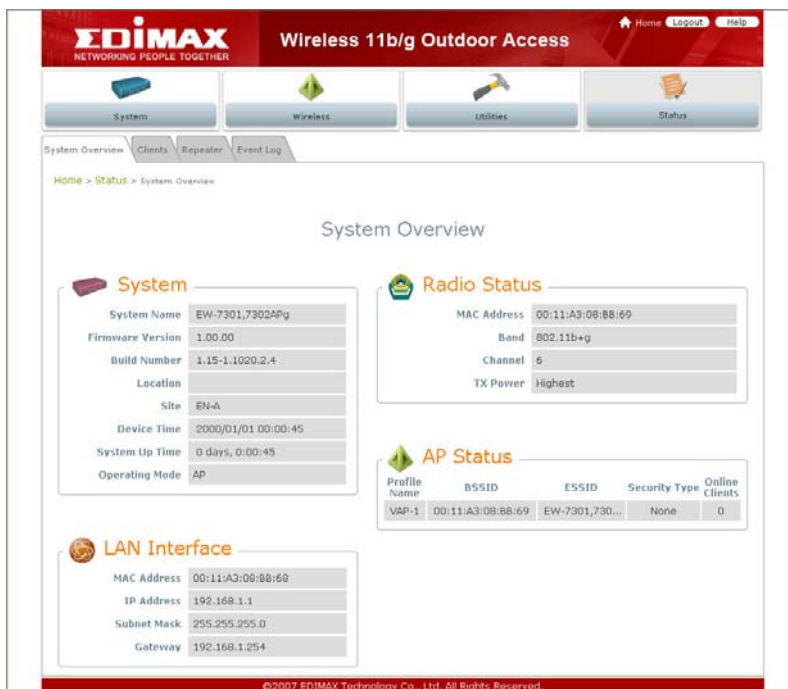 EDIMAX
NETWORKING PEOPLE TOGETHER
Wireless 11b/g Outdoor Access
Home Logout Help
System Wireless Utilities Status
System Overview Clients Repeater Event Log
Home > Status > System Overview
System Overview
System
System Name EW-7301,7302APg
Firmware Version 1.00.00
Build Number 1.15-1.1020.2.4
Location
Site EN-A
Device Time 2000/01/01 00:00:45
System Up Time 0 days, 0:00:45
Operating Mode AP
LAN Interface
MAC Address 00:11:A3:08:BB:68
IP Address 192.168.1.1
Subnet Mask 255.255.255.0
Gateway 192.168.1.254
Radio Status
MAC Address 00:11:A3:08:BB:69
Band 802.11b+g
Channel 6
TX Power Highest
AP Status
Profile Name BSSID ESSID Security Type Online Clients
VAP-1 00:11:A3:08:BB:69 EW-7301,730... None 0
©2007 EDIMAX Technology Co., Ltd. All Rights Reserved.